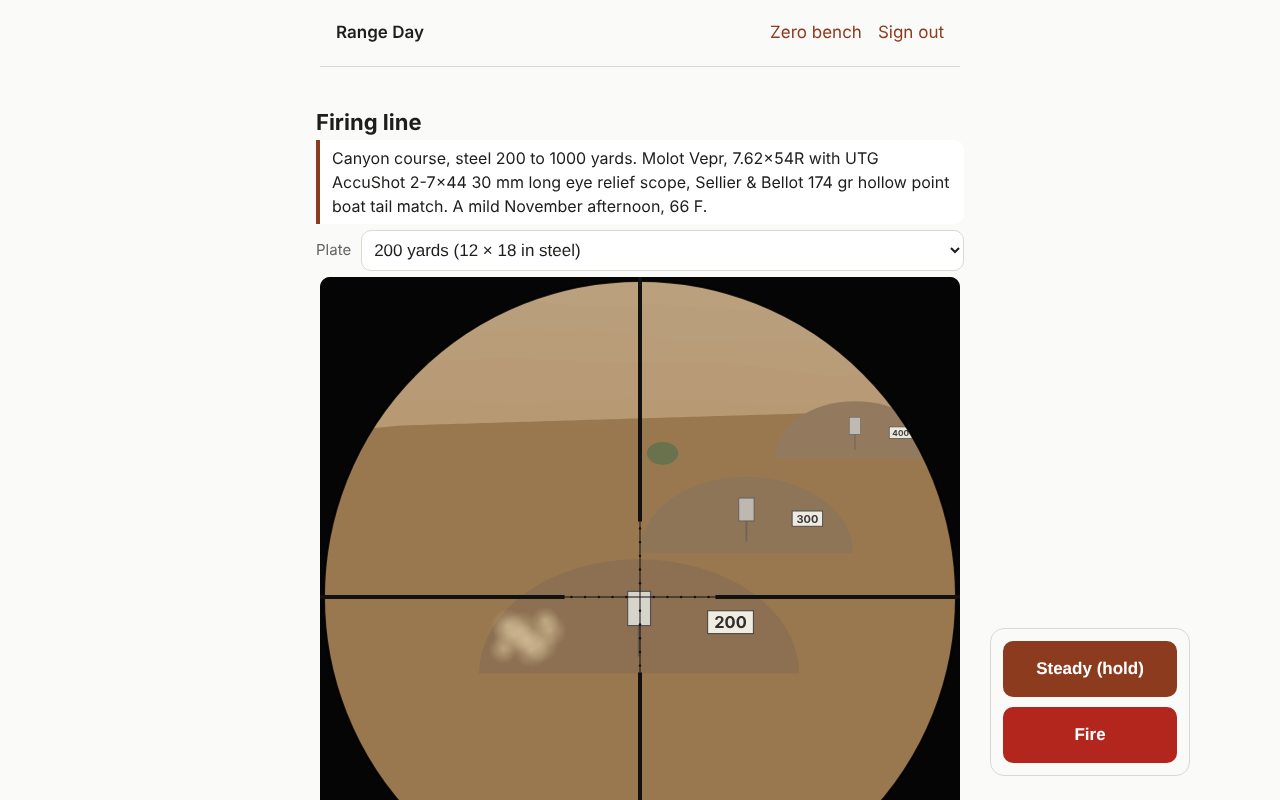 Range Day
Zero bench Sign out
Firing line
Canyon course, steel 200 to 1000 yards. Molot Vepr, 7.62×54R with UTG
AccuShot 2-7×44 30 mm long eye relief scope, Sellier & Bellot 174 gr hollow point
boat tail match. A mild November afternoon, 66 F.
Plate
200 yards (12 × 18 in steel)
400
300
200
Steady (hold)
Fire